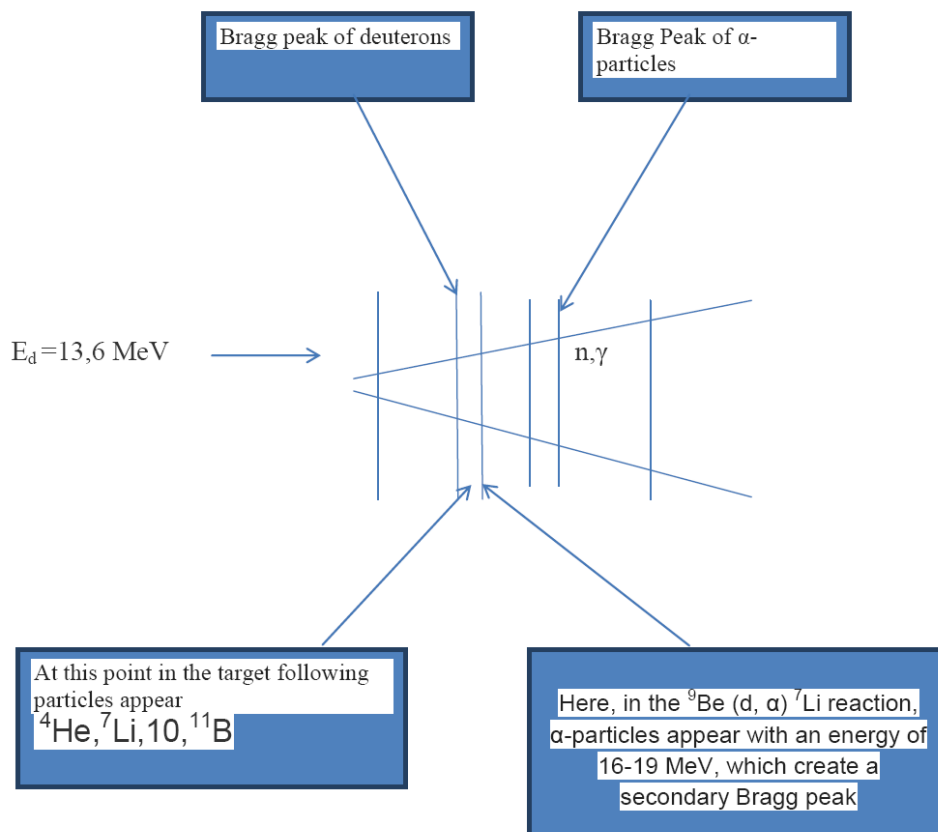 Bragg peak of deuterons
Bragg Peak of α-
particles
E_d =13,6 MeV
n,γ
At this point in the target following
particles appear
⁴He,⁷Li,10,¹¹B
Here, in the ⁹Be (d, α) ⁷Li reaction,
α-particles appear with an energy of
16-19 MeV, which create a
secondary Bragg peak